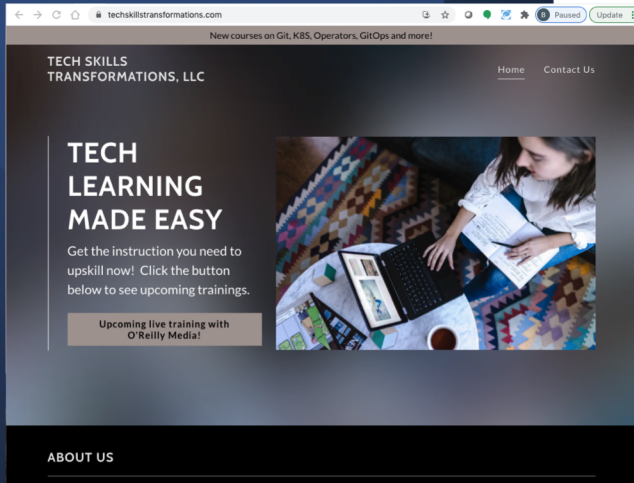 techskillstransformations.com
B Paused
Update
New courses on Git, K8S, Operators, GitOps and more!
TECH SKILLS
TRANSFORMATIONS, LLC
Home Contact Us
TECH
LEARNING
MADE EASY
Get the instruction you need to
upskill now! Click the button
below to see upcoming trainings.
Upcoming live training with
O'Reilly Media!
ABOUT US